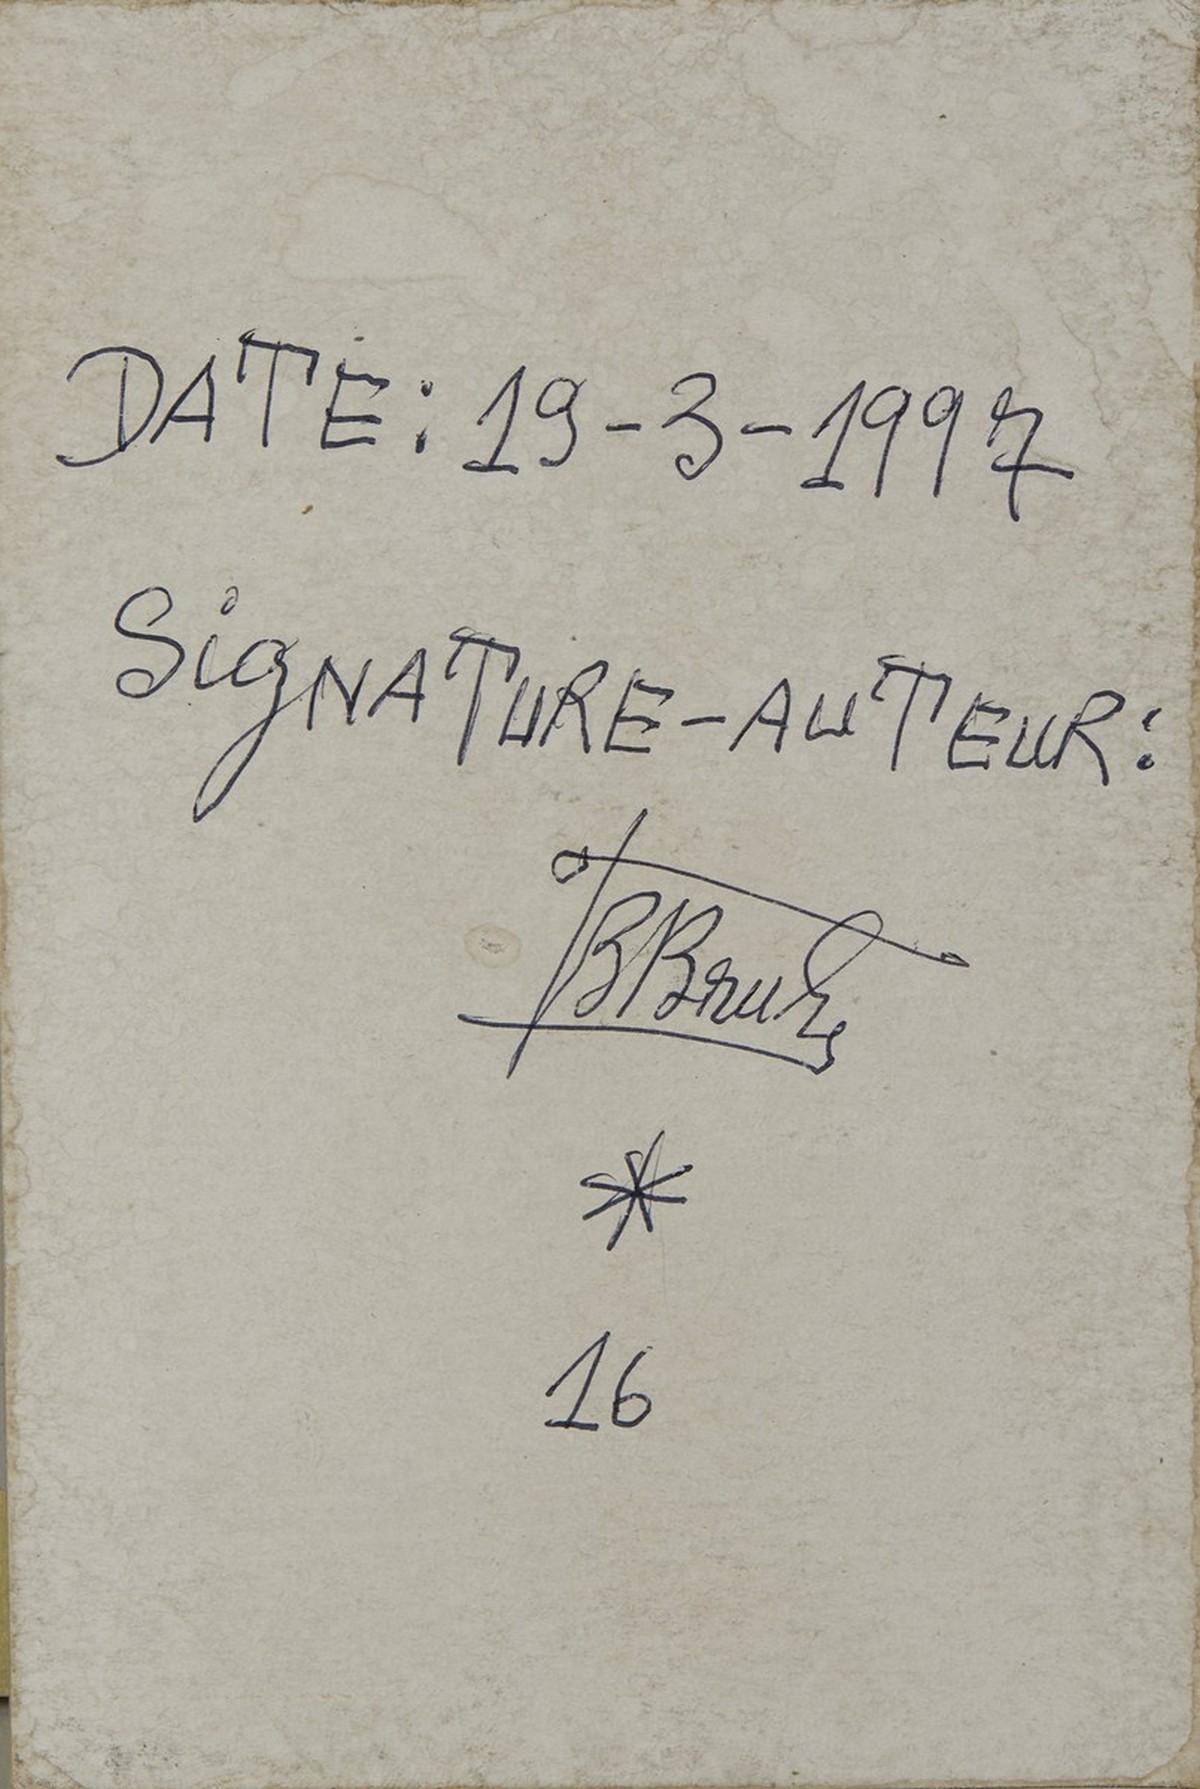 DATE: 19-3-1997
SIGNATURE-AUTEUR:
*
16